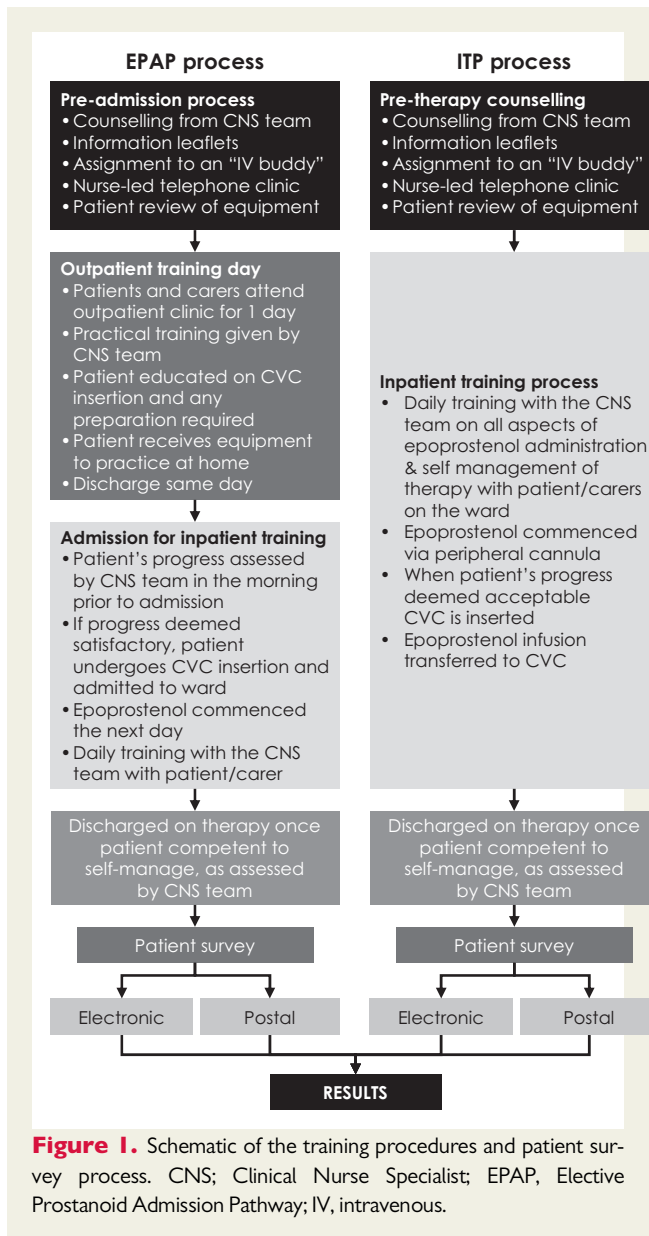 EPAP process
Pre-admission process
• Counselling from CNS team
• Information leaflets
• Assignment to an “IV buddy”
• Nurse-led telephone clinic
• Patient review of equipment
Outpatient training day
• Patients and carers attend
outpatient clinic for 1 day
• Practical training given by
CNS team
• Patient educated on CVC
insertion and any
preparation required
• Patient receives equipment
to practice at home
• Discharge same day
Admission for inpatient training
• Patient’s progress assessed
by CNS team in the morning
prior to admission
• If progress deemed
satisfactory, patient
undergoes CVC insertion and
admitted to ward
• Epoprostenol commenced
the next day
• Daily training with the CNS
team with patient/carer
Discharged on therapy once
patient competent to
self-manage, as assessed
by CNS team
Patient survey
Electronic
Postal
ITP process
Pre-therapy counselling
• Counselling from CNS team
• Information leaflets
• Assignment to an “IV buddy”
• Nurse-led telephone clinic
• Patient review of equipment
Inpatient training process
• Daily training with the CNS
team on all aspects of
epoprostenol administration
& self management of
therapy with patient/carers
on the ward
• Epoprostenol commenced
via peripheral cannula
• When patient’s progress
deemed acceptable
CVC is inserted
• Epoprostenol infusion
transferred to CVC
Discharged on therapy once
patient competent to
self-manage, as assessed
by CNS team
Patient survey
Electronic
Postal
RESULTS
Figure 1. Schematic of the training procedures and patient sur-
vey process. CNS; Clinical Nurse Specialist; EPAP, Elective
Prostanoid Admission Pathway; IV, intravenous.